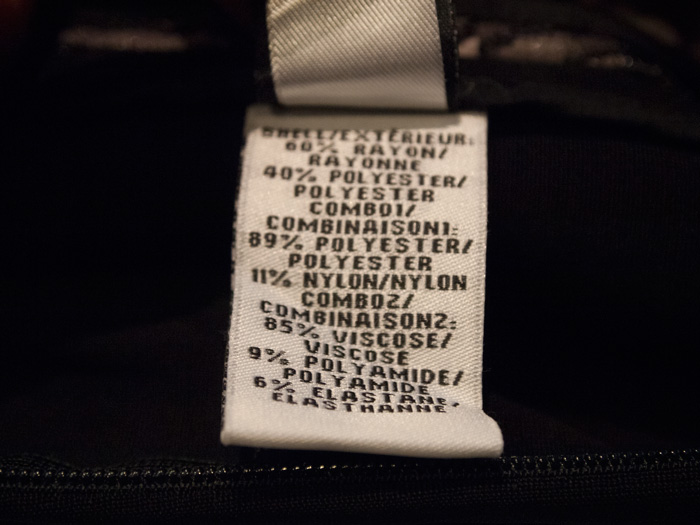 SHELL/EXTÉRIEUR:
60% RAYON/
RAYONNE
40% POLYESTER/
POLYESTER
COMBO1/
COMBINAISON1:
89% POLYESTER/
POLYESTER
11% NYLON/NYLON
COMBO2/
COMBINAISON2:
85% VISCOSE/
VISCOSE
9% POLYAMIDE/
POLYAMIDE
6% ELASTANE/
ELASTHANNE